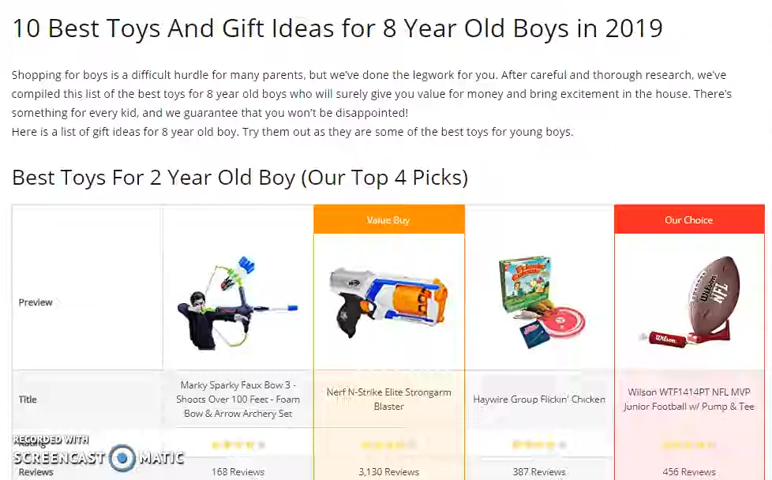 10 Best Toys And Gift Ideas for 8 Year Old Boys in 2019
Shopping for boys is a difficult hurdle for many parents, but we've done the legwork for you. After careful and thorough research, we've
compiled this list of the best toys for 8 year old boys who will surely give you value for money and bring excitement in the house. There's
something for every kid, and we guarantee that you won't be disappointed!
Here is a list of gift ideas for 8 year old boy. Try them out as they are some of the best toys for young boys.
Best Toys For 2 Year Old Boy (Our Top 4 Picks)
Value Buy
Our Choice
Preview
Wilson
NFL
Wilson
Title
Marky Sparky Faux Bow 3 -
Shoots Over 100 Feet - Foam
Bow & Arrow Archery Set
Nerf N-Strike Elite Strongarm
Blaster
Haywire Group Flickin' Chicken
Wilson WTF1414PT NFL MVP
Junior Football w/ Pump & Tee
Rating
Reviews
168 Reviews
3,130 Reviews
387 Reviews
456 Reviews
RECORDED WITH
SCREENCAST MATIC